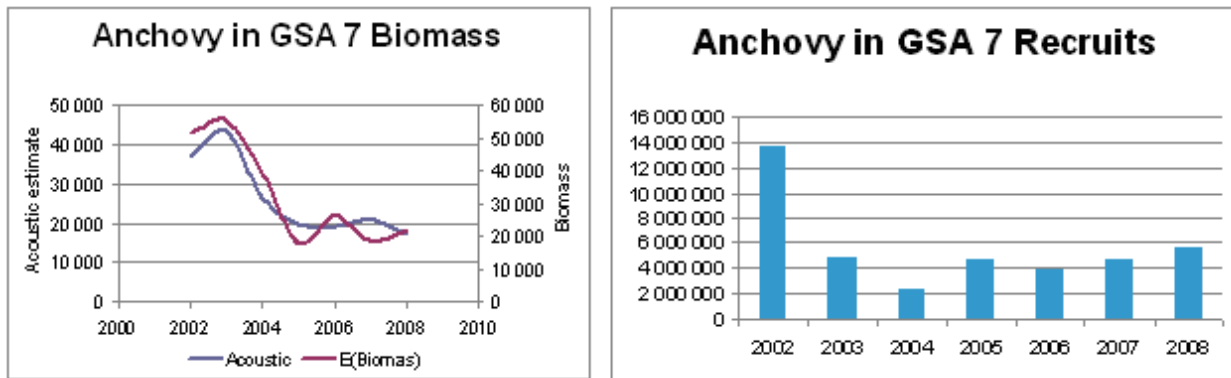 Anchovy in GSA 7 Biomass
Acoustic estimate
50 000
40 000
30 000
20 000
10 000
0
60 000
50 000
40 000
30 000
20 000
10 000
0
Biomass
2000 2002 2004 2006 2008 2010
Acoustic E(Biomas)
Anchovy in GSA 7 Recruits
16 000 000
14 000 000
12 000 000
10 000 000
8 000 000
6 000 000
4 000 000
2 000 000
0
2002 2003 2004 2005 2006 2007 2008